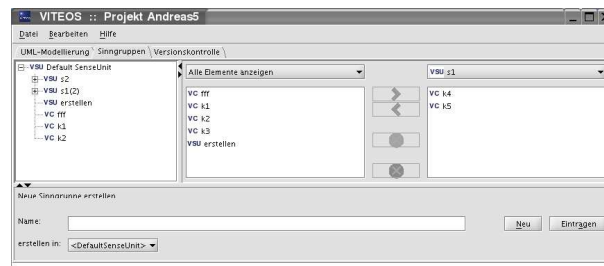 VITEOS :: Projekt Andreas5
Datei Bearbeiten Hilfe
UML-Modellierung Sinngruppen Versionskontrolle
VSU Default SenseUnit
VSU s2
VSU s1(2)
VSU erstellen
VC fff
VC k1
VC k2
Alle Elemente anzeigen
VC fff
VC k1
VC k2
VC k3
VSU erstellen
VSU s1
VC k4
VC k5
Neue Sinngruppe erstellen
Name:
Neu Eintragen
erstellen in: <DefaultSenseUnit>